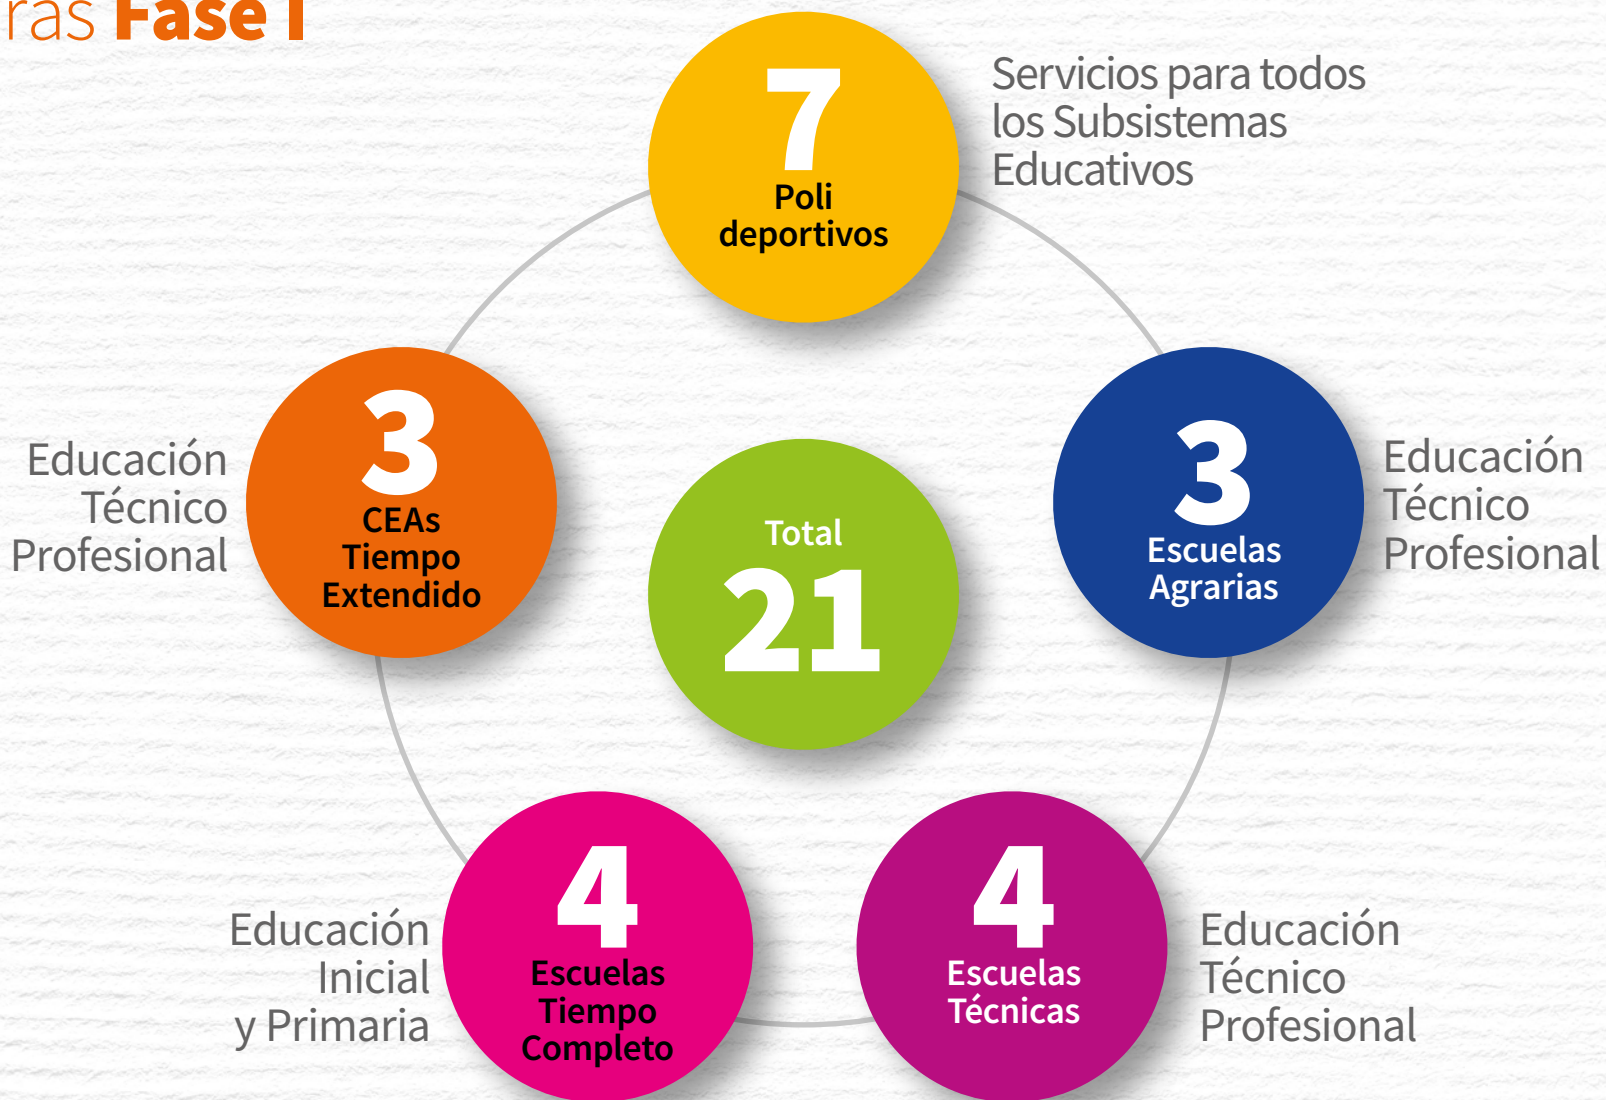 ras Fase I
7
Poli
deportivos
Servicios para todos
los Subsistemas
Educativos
3
CEAs
Tiempo
Extendido
Educación
Técnico
Profesional
Total
21
3
Escuelas
Agrarias
Educación
Técnico
Profesional
4
Escuelas
Tiempo
Completo
Educación
Inicial
y Primaria
4
Escuelas
Técnicas
Educación
Técnico
Profesional